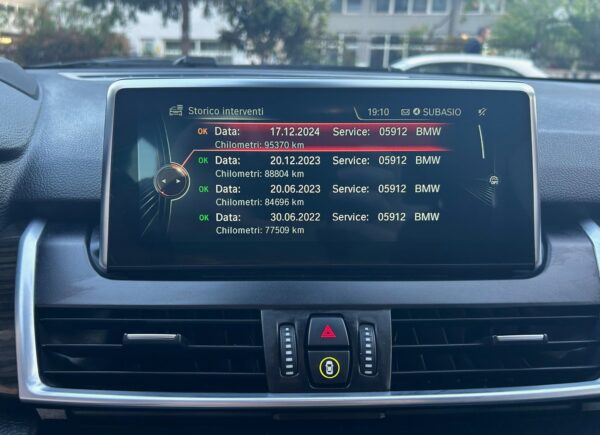 Storico interventi 19:10 SUBASIO
OK Data: 17.12.2024 Service: 05912 BMW
Chilometri: 95370 km
OK Data: 20.12.2023 Service: 05912 BMW
Chilometri: 88804 km
OK Data: 20.06.2023 Service: 05912 BMW
Chilometri: 84696 km
OK Data: 30.06.2022 Service: 05912 BMW
Chilometri: 77509 km